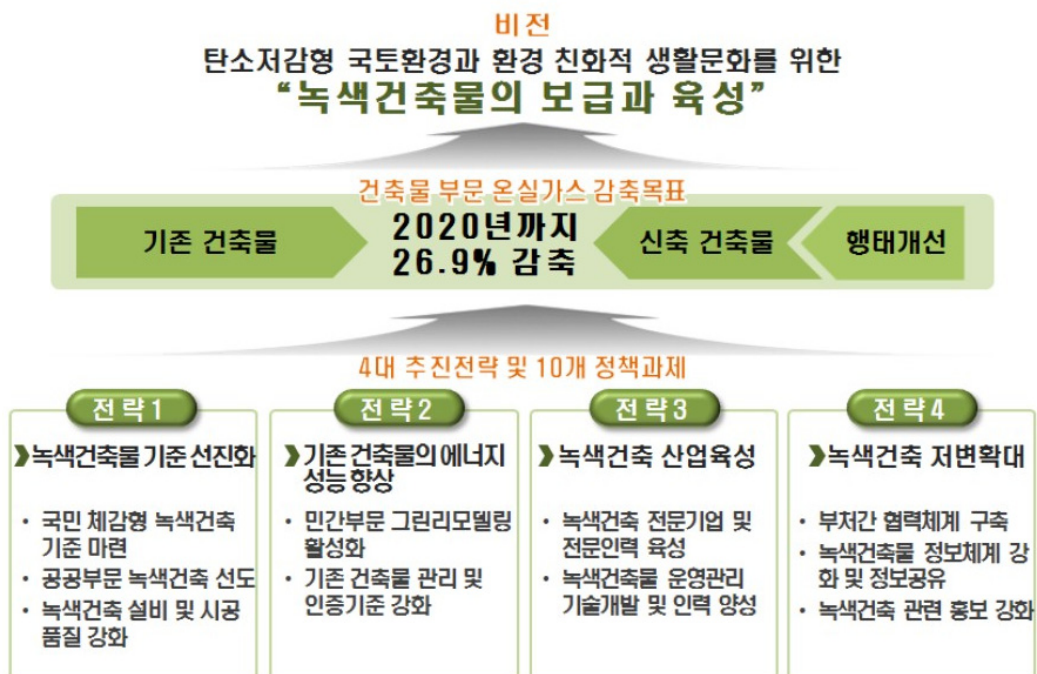 비전
탄소저감형 국토환경과 환경 친화적 생활문화를 위한
“녹색건축물의 보급과 육성”
건축물 부문 온실가스 감축목표
기존 건축물
2020년까지
26.9% 감축
신축 건축물
행태개선
4대 추진전략 및 10개 정책과제
전략1
❯녹색건축물 기준 선진화
• 국민 체감형 녹색건축
기준 마련
• 공공부문 녹색건축 선도
• 녹색건축 설비 및 시공
품질 강화
전략2
❯기존 건축물의 에너지
성능 향상
• 민간부문 그린리모델링
활성화
• 기존 건축물 관리 및
인증기준 강화
전략3
❯녹색건축 산업육성
• 녹색건축 전문기업 및
전문인력 육성
• 녹색건축물 운영관리
기술개발 및 인력 양성
전략4
❯녹색건축 저변확대
• 부처간 협력체계 구축
• 녹색건축물 정보체계 강
화 및 정보공유
• 녹색건축 관련 홍보 강화